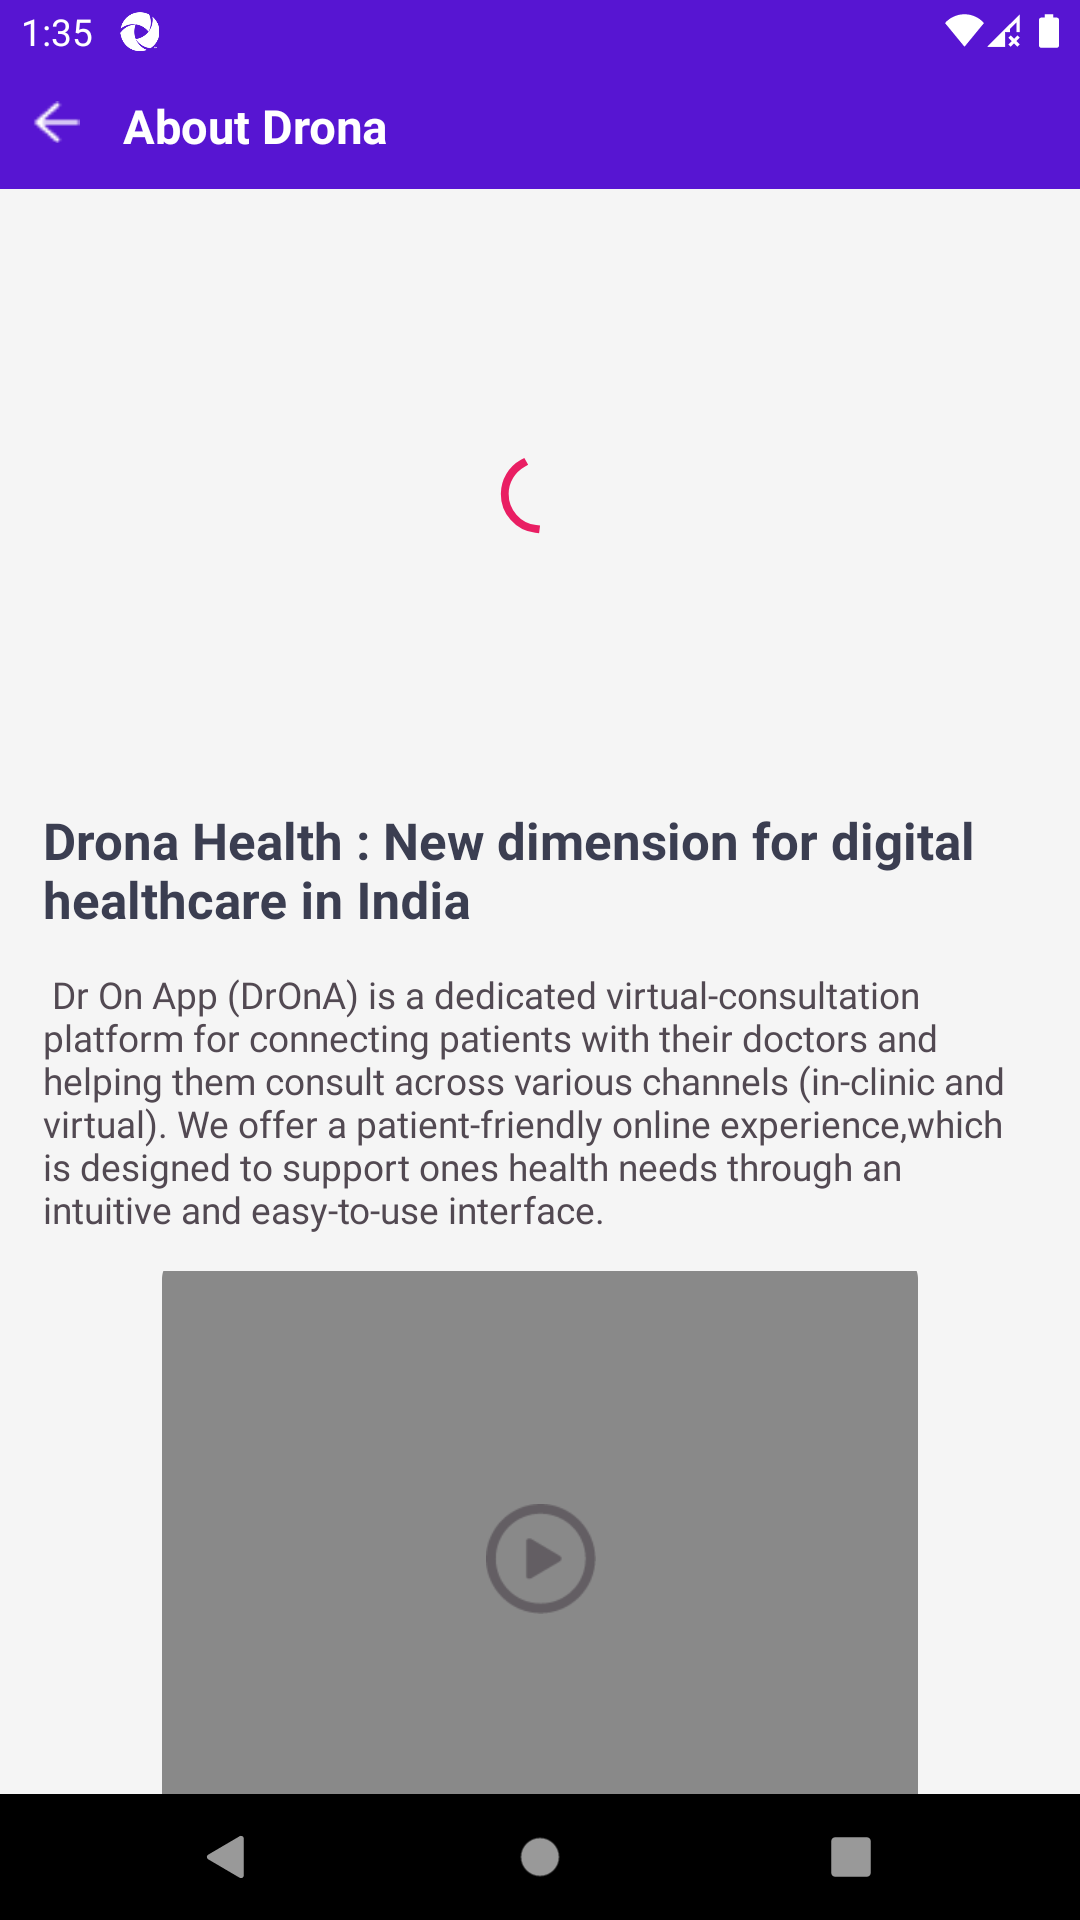 1:35
About Drona
Drona Health : New dimension for digital
healthcare in India
Dr On App (DrOnA) is a dedicated virtual-consultation
platform for connecting patients with their doctors and
helping them consult across various channels (in-clinic and
virtual). We offer a patient-friendly online experience,which
is designed to support ones health needs through an
intuitive and easy-to-use interface.